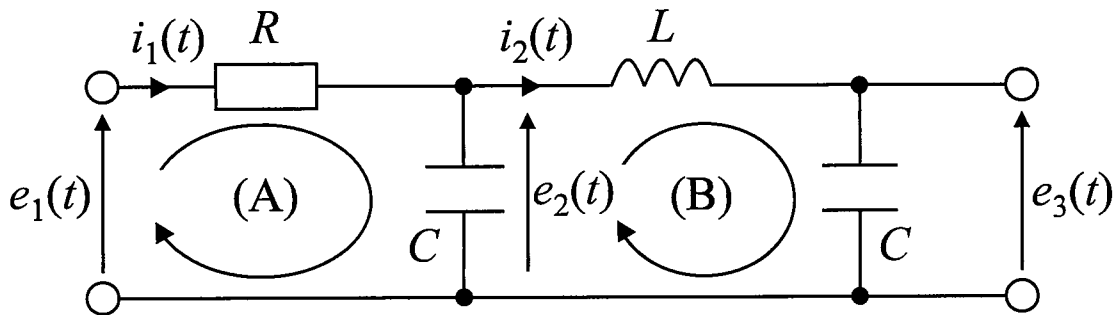 i₁(t) R i₂(t) L
e₁(t) (A) C e₂(t) (B) C e₃(t)